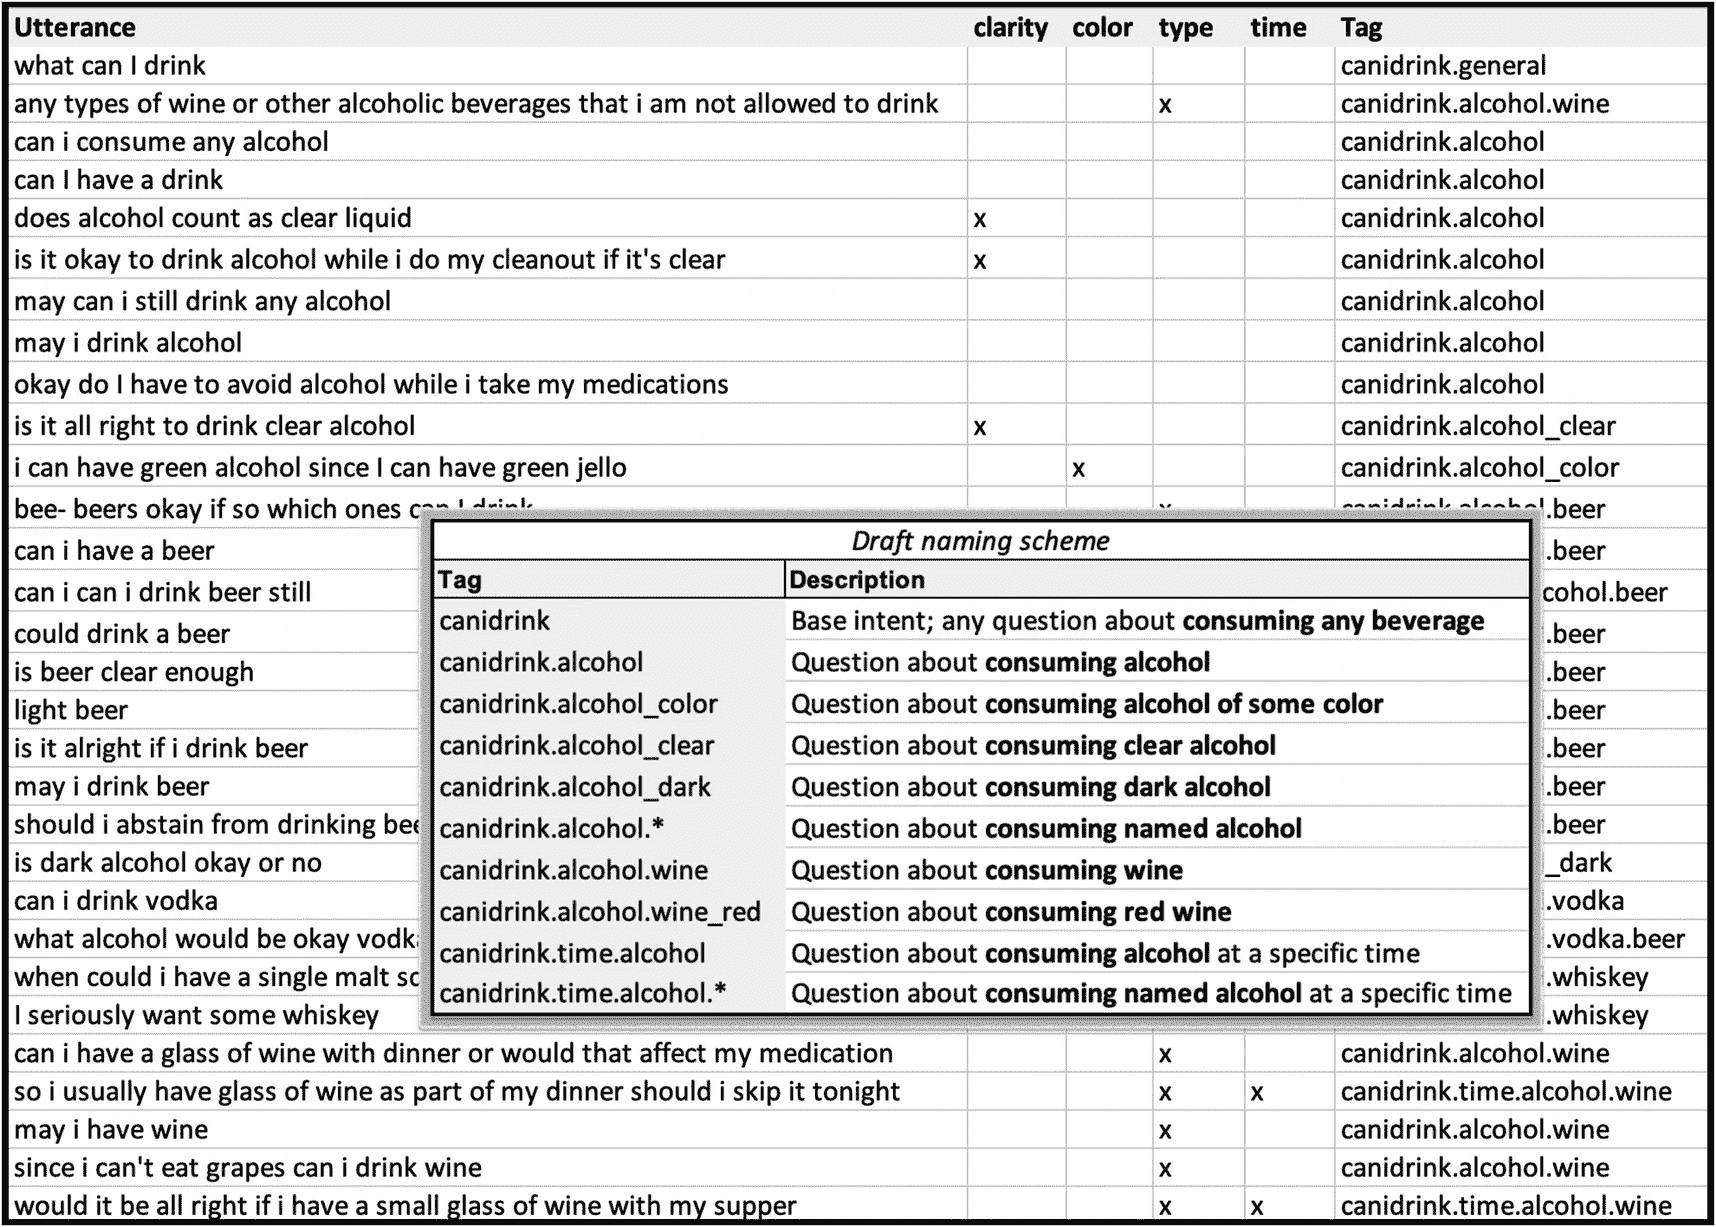 Utterance clarity color type time Tag
what can I drink canidrink.general
any types of wine or other alcoholic beverages that i am not allowed to drink x canidrink.alcohol.wine
can i consume any alcohol canidrink.alcohol
can I have a drink canidrink.alcohol
does alcohol count as clear liquid x canidrink.alcohol
is it okay to drink alcohol while i do my cleanout if it's clear x canidrink.alcohol
may can i still drink any alcohol canidrink.alcohol
may i drink alcohol canidrink.alcohol
okay do I have to avoid alcohol while i take my medications canidrink.alcohol
is it all right to drink clear alcohol x canidrink.alcohol_clear
i can have green alcohol since I can have green jello x canidrink.alcohol_color
bee- beers okay if so which ones can I drink x canidrink.alcohol.beer
can i have a beer .beer
can i can i drink beer still cohol.beer
could drink a beer .beer
is beer clear enough .beer
light beer .beer
is it alright if i drink beer .beer
may i drink beer .beer
should i abstain from drinking .beer
is dark alcohol okay or no _dark
can i drink vodka .vodka
what alcohol would be okay .vodka.beer
when could i have a single malt .whiskey
I seriously want some whiskey .whiskey
Draft naming scheme
Tag Description
canidrink Base intent; any question about consuming any beverage
canidrink.alcohol Question about consuming alcohol
canidrink.alcohol_color Question about consuming alcohol of some color
canidrink.alcohol_clear Question about consuming clear alcohol
canidrink.alcohol_dark Question about consuming dark alcohol
canidrink.alcohol.* Question about consuming named alcohol
canidrink.alcohol.wine Question about consuming wine
canidrink.alcohol.wine_red Question about consuming red wine
canidrink.time.alcohol Question about consuming alcohol at a specific time
canidrink.time.alcohol.* Question about consuming named alcohol at a specific time
can i have a glass of wine with dinner or would that affect my medication x canidrink.alcohol.wine
so i usually have glass of wine as part of my dinner should i skip it tonight x x canidrink.time.alcohol.wine
may i have wine x canidrink.alcohol.wine
since i can't eat grapes can i drink wine x canidrink.alcohol.wine
would it be all right if i have a small glass of wine with my supper x x canidrink.time.alcohol.wine